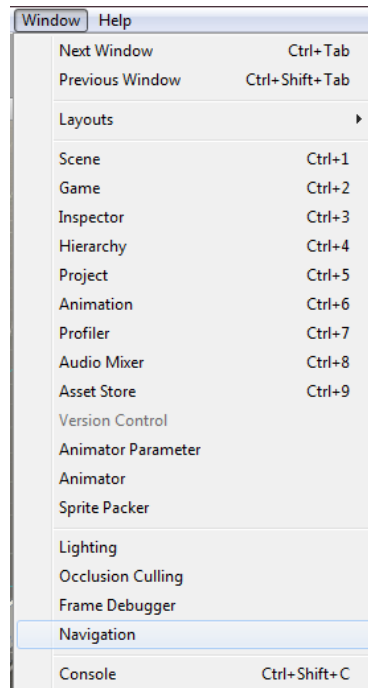 Window Help
Next Window Ctrl+Tab
Previous Window Ctrl+Shift+Tab
Layouts
Scene Ctrl+1
Game Ctrl+2
Inspector Ctrl+3
Hierarchy Ctrl+4
Project Ctrl+5
Animation Ctrl+6
Profiler Ctrl+7
Audio Mixer Ctrl+8
Asset Store Ctrl+9
Version Control
Animator Parameter
Animator
Sprite Packer
Lighting
Occlusion Culling
Frame Debugger
Navigation
Console Ctrl+Shift+C